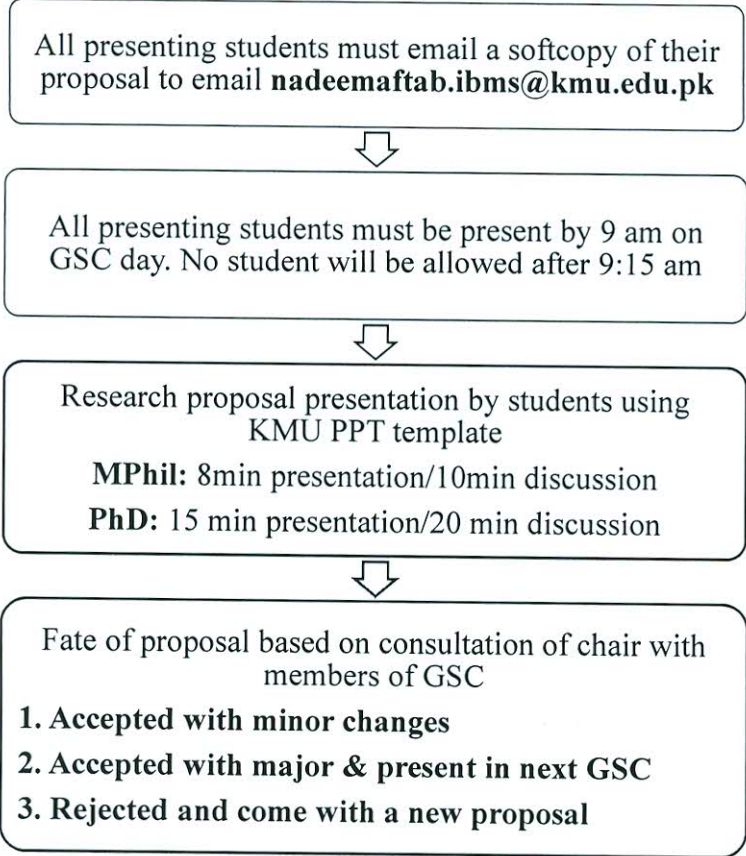 All presenting students must email a softcopy of their
proposal to email nadeemaftab.ibms@kmu.edu.pk
All presenting students must be present by 9 am on
GSC day. No student will be allowed after 9:15 am
Research proposal presentation by students using
KMU PPT template
MPhil: 8min presentation/10min discussion
PhD: 15 min presentation/20 min discussion
Fate of proposal based on consultation of chair with
members of GSC
1. Accepted with minor changes
2. Accepted with major & present in next GSC
3. Rejected and come with a new proposal